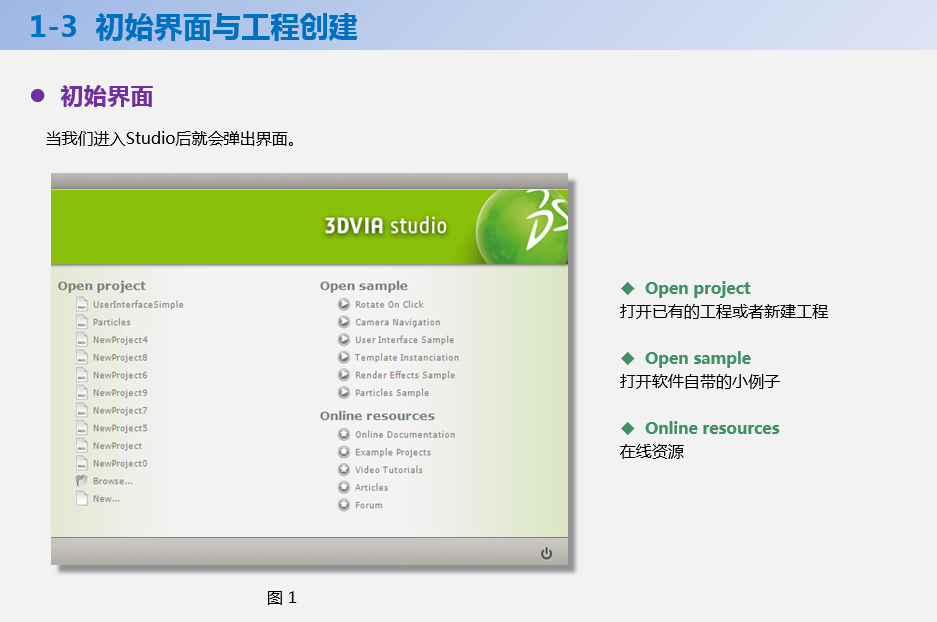 1-3 初始界面与工程创建
初始界面
当我们进入Studio后就会弹出界面。
3DVIA studio
Open project
UserInterfaceSimple
Particles
NewProject4
NewProject8
NewProject6
NewProject9
NewProject7
NewProject5
NewProject
NewProject0
Browse...
New...
Open sample
Rotate On Click
Camera Navigation
User Interface Sample
Template Instanciation
Render Effects Sample
Particles Sample
Online resources
Online Documentation
Example Projects
Video Tutorials
Articles
Forum
图 1
Open project
打开已有的工程或者新建工程
Open sample
打开软件自带的小例子
Online resources
在线资源